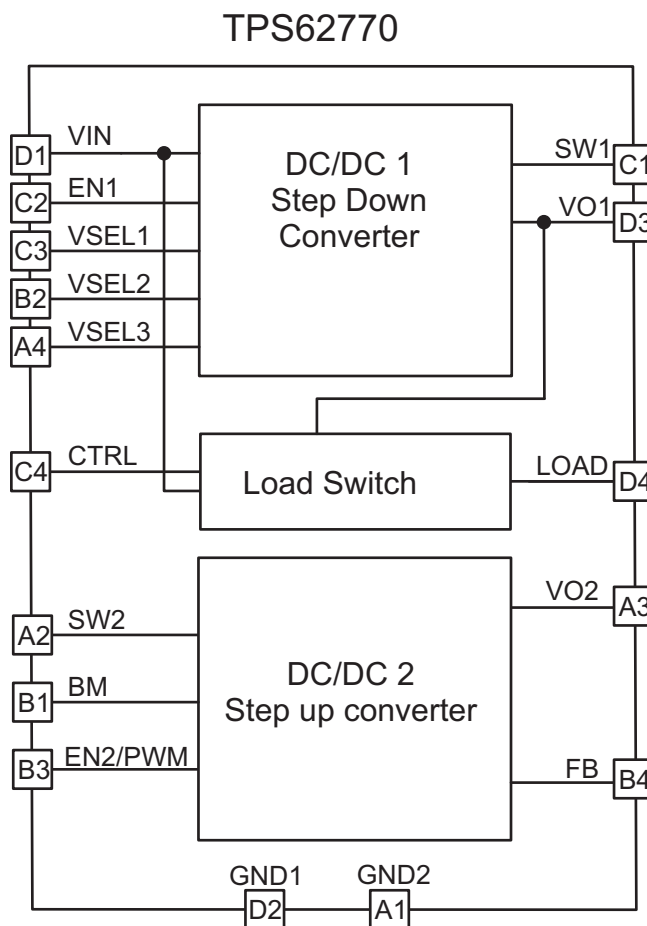 TPS62770
D1 VIN
C2 EN1
C3 VSEL1
B2 VSEL2
A4 VSEL3
DC/DC 1
Step Down
Converter
SW1 C1
VO1 D3
C4 CTRL
Load Switch
LOAD D4
A2 SW2
B1 BM
B3 EN2/PWM
DC/DC 2
Step up converter
VO2 A3
FB B4
GND1 GND2
D2 A1